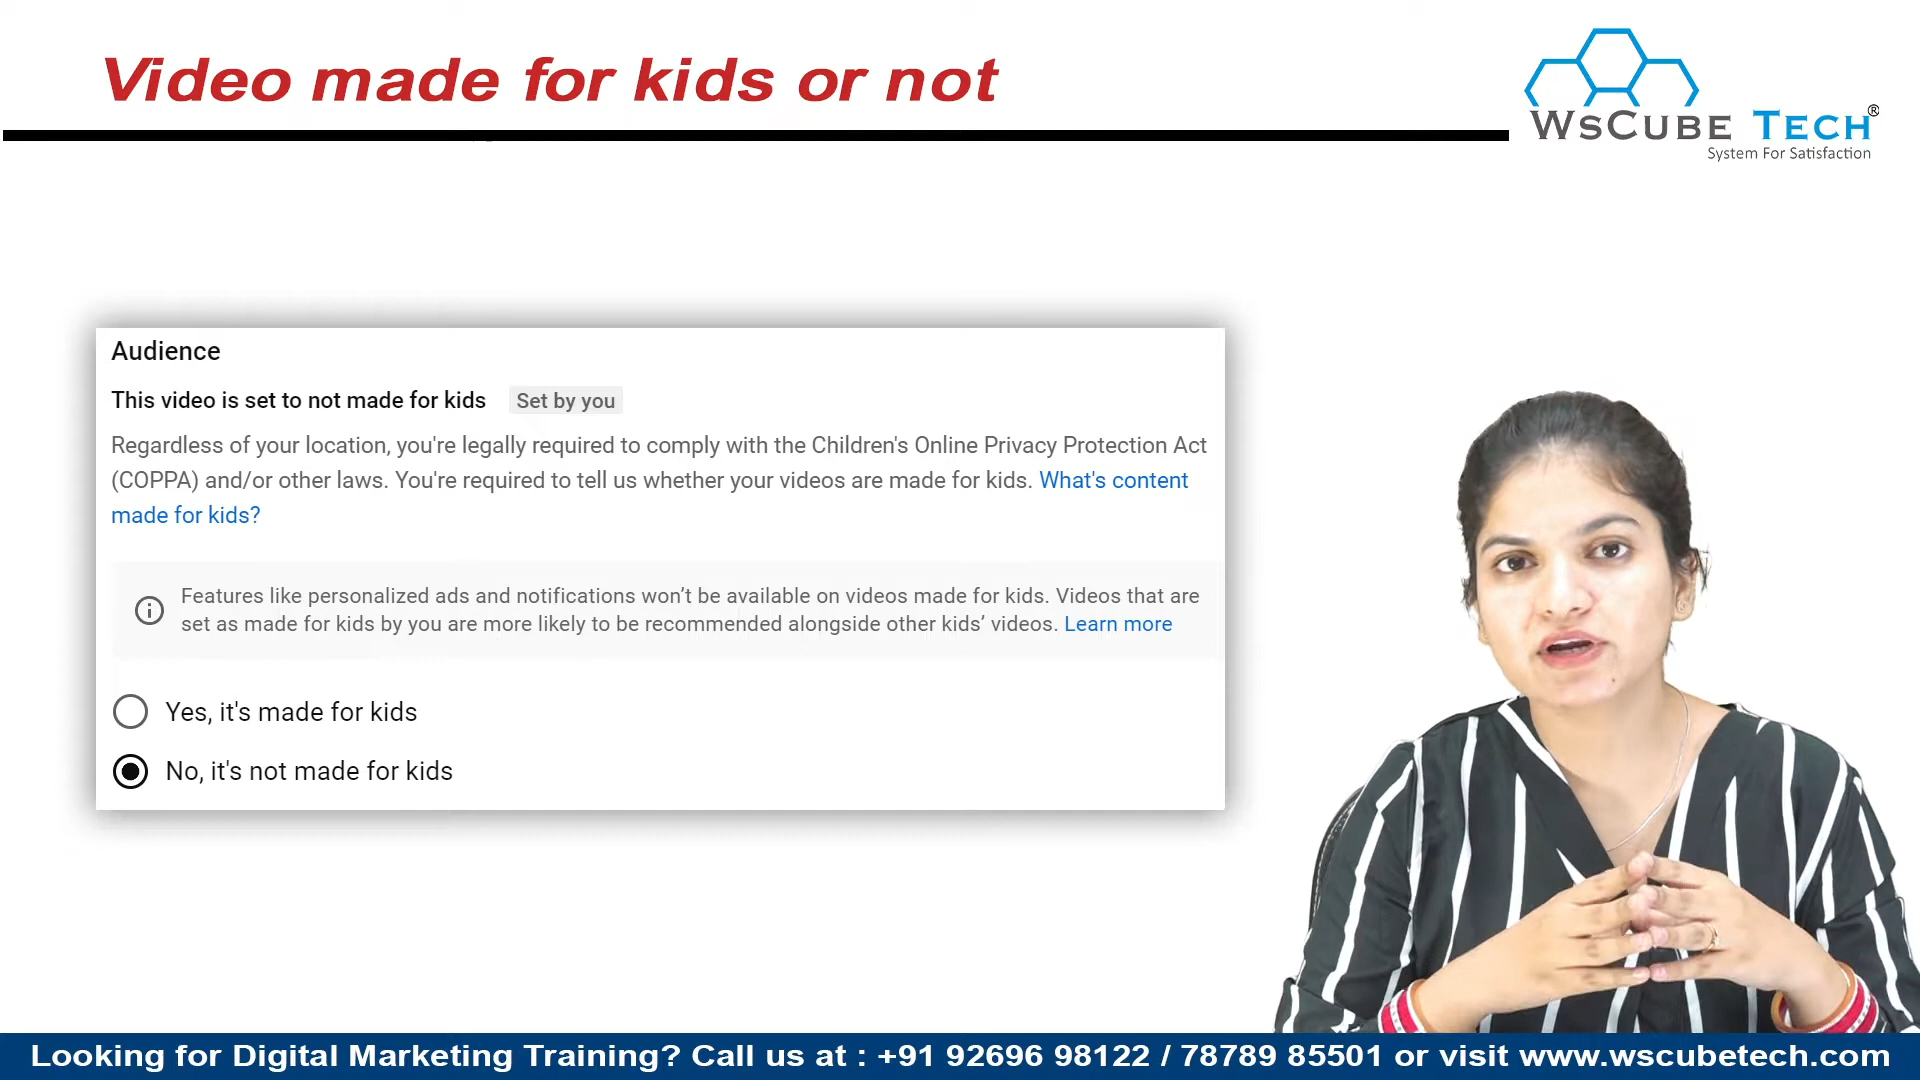 Video made for kids or not
WSCUBE TECH®
System For Satisfaction
Audience
This video is set to not made for kids Set by you
Regardless of your location, you're legally required to comply with the Children's Online Privacy Protection Act
(COPPA) and/or other laws. You're required to tell us whether your videos are made for kids. What's content
made for kids?
Features like personalized ads and notifications won’t be available on videos made for kids. Videos that are
set as made for kids by you are more likely to be recommended alongside other kids’ videos. Learn more
Yes, it's made for kids
No, it's not made for kids
Looking for Digital Marketing Training? Call us at : +91 92696 98122 / 78789 85501 or visit www.wscubetech.com